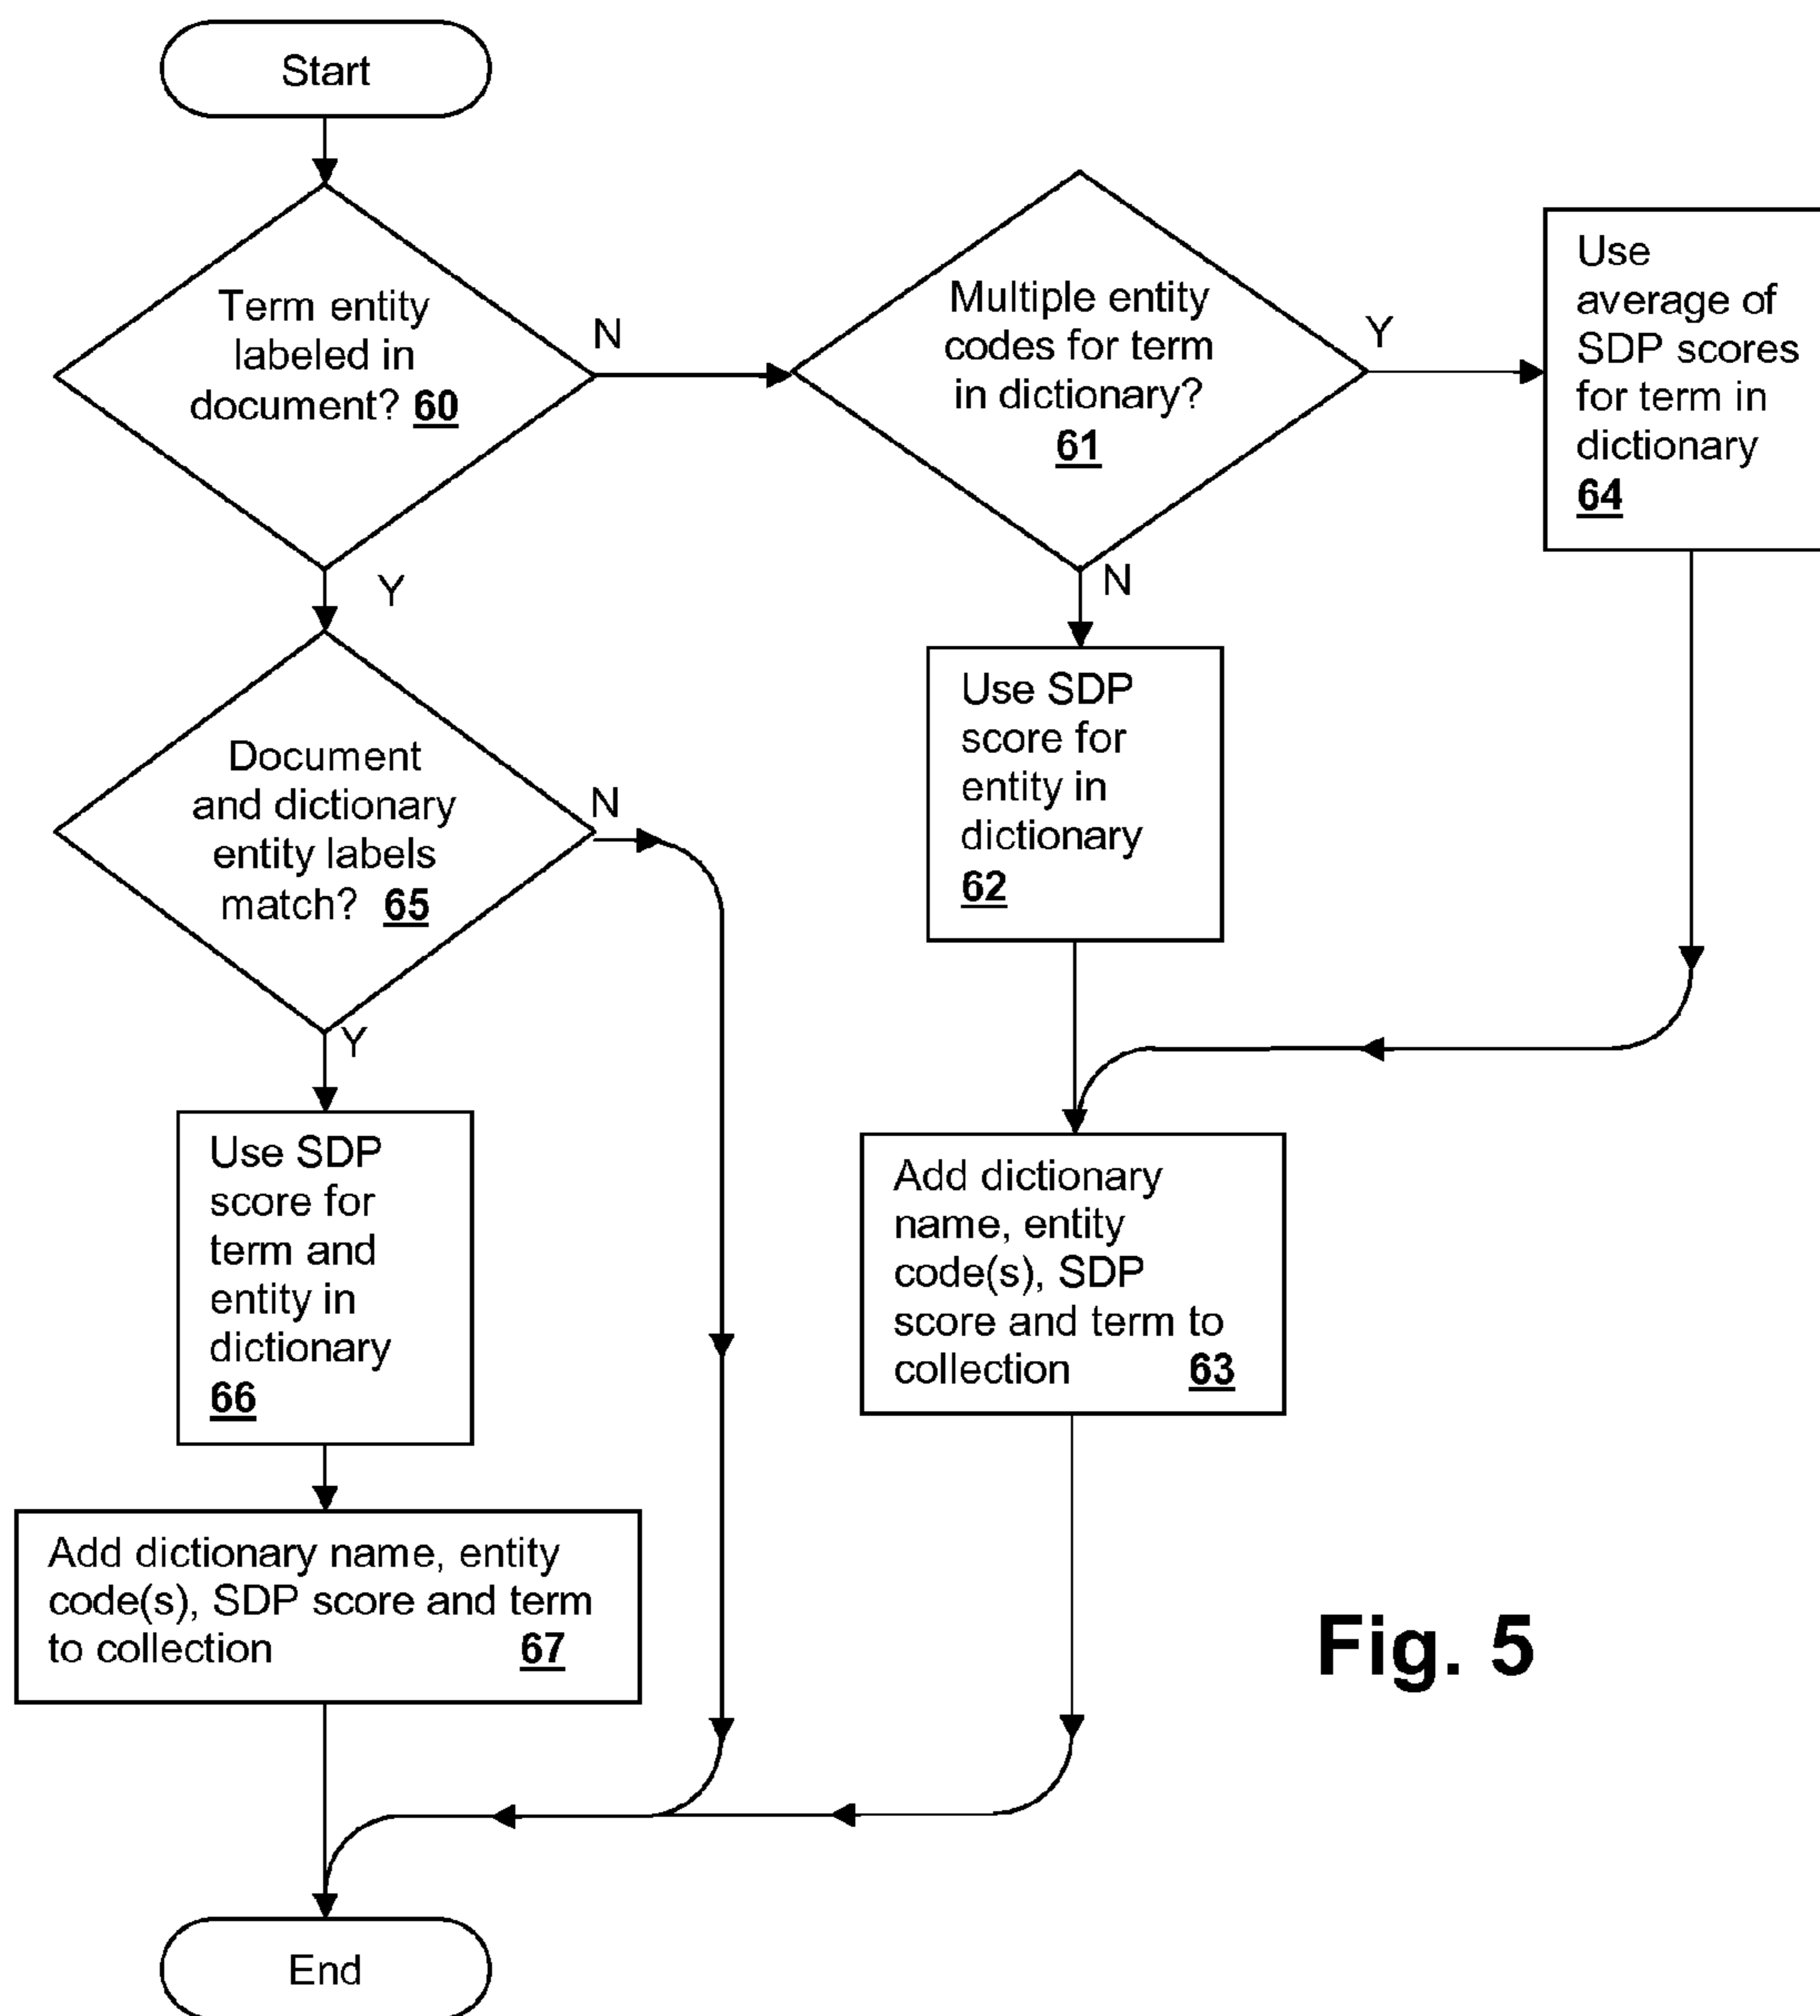 Start
Term entity
labeled in
document? 60
N
Y
Multiple entity
codes for term
in dictionary?
61
Y
N
Use
average of
SDP scores
for term in
dictionary
64
Use SDP
score for
entity in
dictionary
62
Document
and dictionary
entity labels
match? 65
N
Y
Use SDP
score for
term and
entity in
dictionary
66
Add dictionary
name, entity
code(s), SDP
score and term to
collection 63
Add dictionary name, entity
code(s), SDP score and term
to collection 67
Fig. 5
End